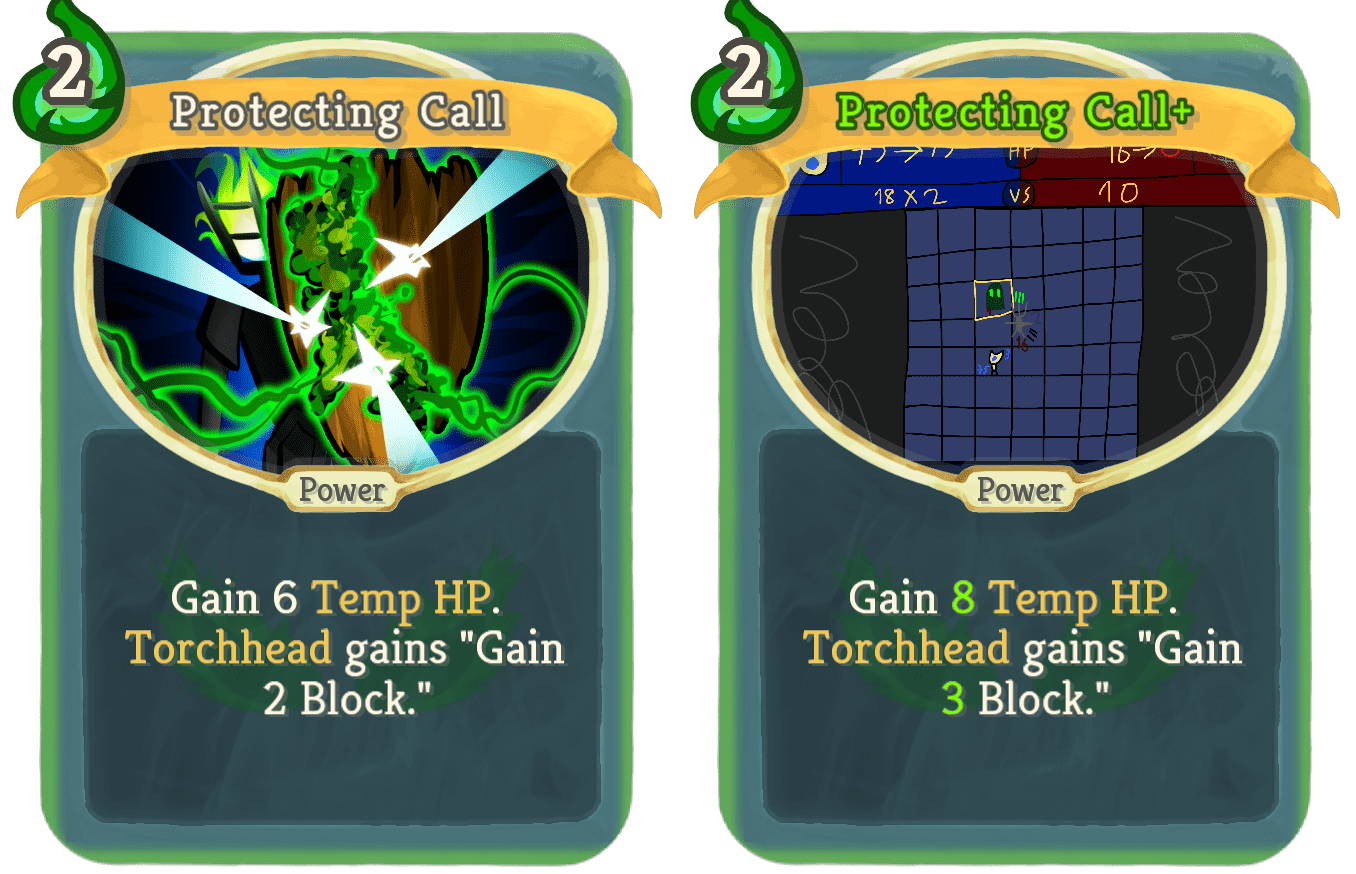 2
Protecting Call
Power
Gain 6 Temp HP.
Torchhead gains "Gain
2 Block."
2
Protecting Call+
HP
18 X 2 VS 10
Power
Gain 8 Temp HP.
Torchhead gains "Gain
3 Block."